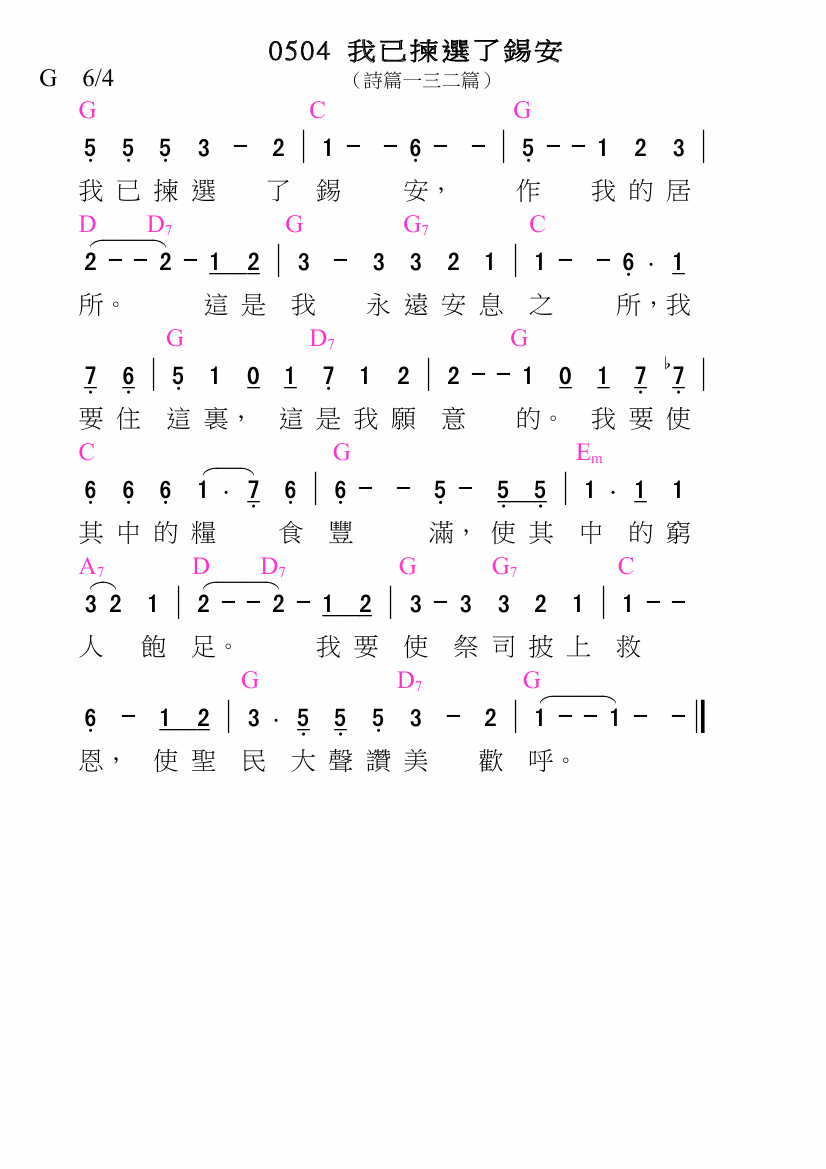 0504 我已揀選了錫安
G 6/4 （詩篇一三二篇）
G C G
5 5 5 3 - 2 | 1 - - 6 - - | 5 - - 1 2 3 |
我已揀選 了錫 安， 作 我的居
D D7 G G7 C
2 - - 2 - 1 2 | 3 - 3 3 2 1 | 1 - - 6 . 1
所。 這是 我 永遠安息 之 所，我
G D7 G
7 6 | 5 1 0 1 7 1 2 | 2 - - 1 0 1 7 ♭7 |
要住 這裏， 這是我願 意 的。 我要使
C G Em
6 6 6 1 . 7 6 | 6 - - 5 - 5 5 | 1 . 1 1
其中的糧 食 豐 滿，使其 中 的窮
A7 D D7 G G7 C
3 2 1 | 2 - - 2 - 1 2 | 3 - 3 3 2 1 | 1 - -
人 飽 足。 我要 使 祭司披上 救
G D7 G
6 - 1 2 | 3 . 5 5 5 3 - 2 | 1 - - 1 - - ||
恩， 使聖 民 大聲讚美 歡 呼。